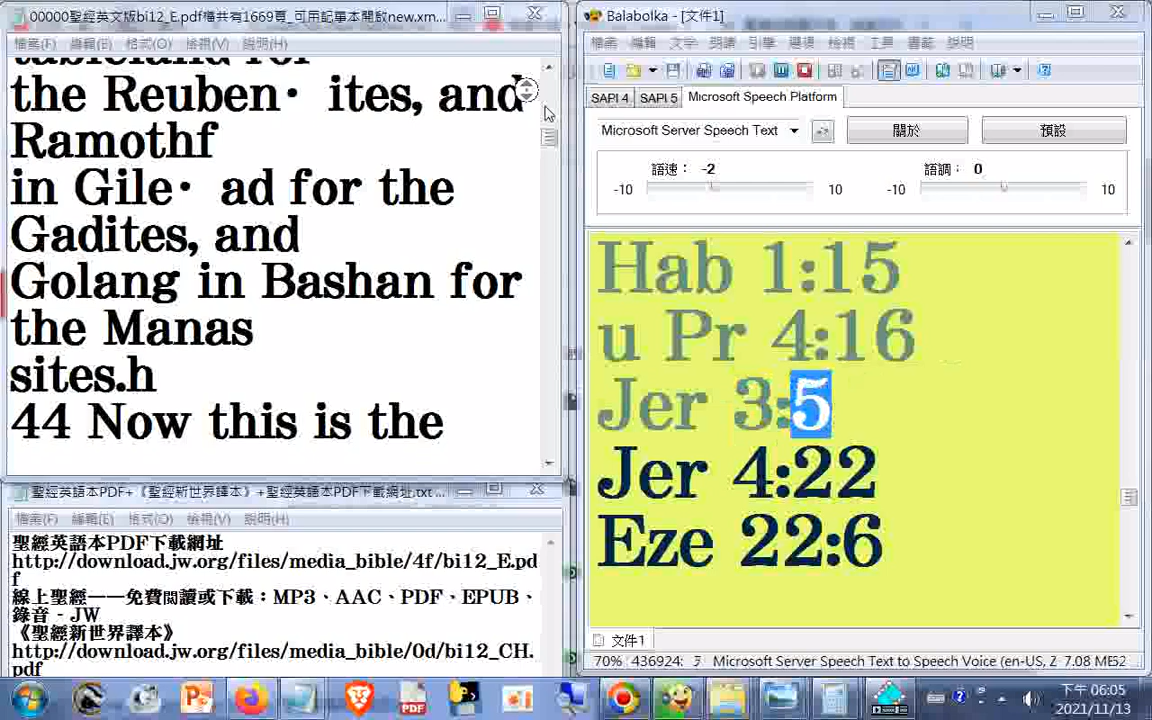 00000聖經英文版bi12_E.pdf檔共有1669頁_可用記事本開啟new.xm...
檔案(F) 編輯(E) 格式(O) 檢視(V) 說明(H)
tableland for
the Reuben· ites, and
Ramothf
in Gile· ad for the
Gadites, and
Golang in Bashan for
the Manas
sites.h
44 Now this is the
聖經英語本PDF+《聖經新世界譯本》+聖經英語本PDF下載網址.txt ...
檔案(F) 編輯(E) 格式(O) 檢視(V) 說明(H)
聖經英語本PDF下載網址
http://download.jw.org/files/media_bible/4f/bi12_E.pd
f
線上聖經——免費閱讀或下載：MP3、AAC、PDF、EPUB、
錄音 - JW
《聖經新世界譯本》
http://download.jw.org/files/media_bible/0d/bi12_CH.
pdf
Balabolka - [文件1]
檔案 編輯 文字 朗讀 引擎 選項 檢視 工具 書籤 說明
SAPI 4 SAPI 5 Microsoft Speech Platform
Microsoft Server Speech Text 關於 預設
語速： -2 語調： 0
-10 10 -10 10
Hab 1:15
u Pr 4:16
Jer 3:5
Jer 4:22
Eze 22:6
文件1
70% 436924: Microsoft Server Speech Text to Speech Voice (en-US, Z 7.08 ME52
PDF
下午 06:05
2021/11/13